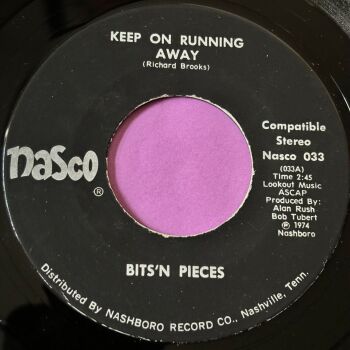 KEEP ON RUNNING
AWAY
(Richard Brooks)
Compatible
Stereo
Nasco 033
nasco
®
(033A)
Time 2:45
Lookout Music
ASCAP
Produced By:
Alan Rush
Bob Tubert
℗ 1974
Nashboro
BITS'N PIECES
Distributed By NASHBORO RECORD CO., Nashville, Tenn.